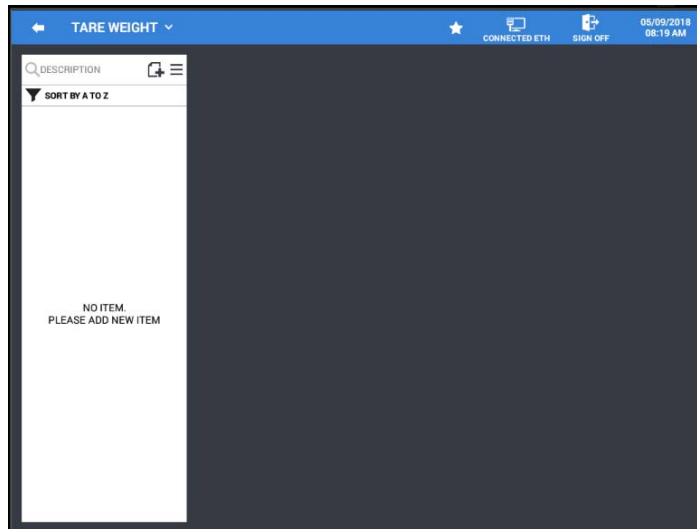 TARE WEIGHT
CONNECTED ETH
SIGN OFF
05/09/2018
08:19 AM
DESCRIPTION
SORT BY A TO Z
NO ITEM.
PLEASE ADD NEW ITEM